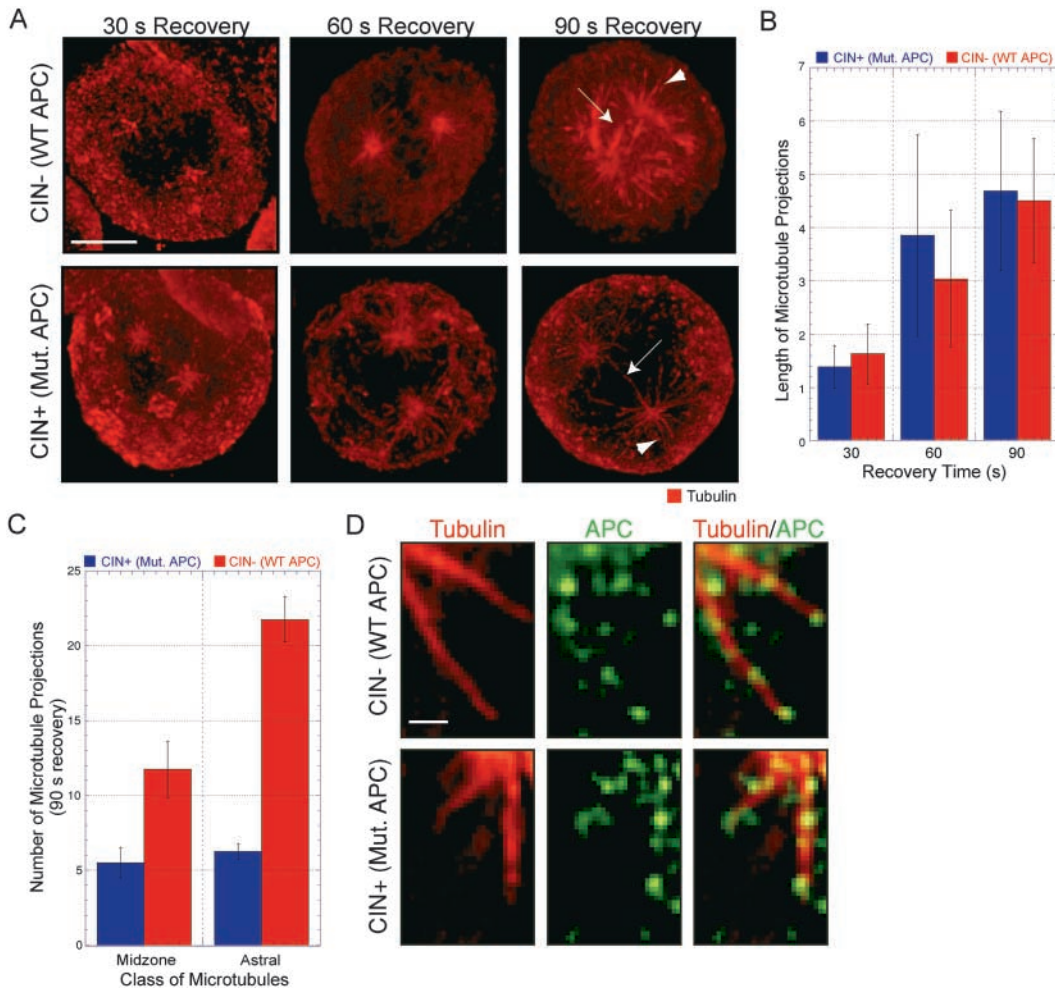 A
30 s Recovery
60 s Recovery
90 s Recovery
CIN- (WT APC)
CIN+ (Mut. APC)
Tubulin
B
CIN+ (Mut. APC)
CIN- (WT APC)
Length of Microtubule Projections
7
6
5
4
2
1
0
30
60
90
Recovery Time (s)
C
CIN+ (Mut. APC)
CIN- (WT APC)
Number of Microtubule Projections
(90 s recovery)
25
20
15
10
5
0
Midzone
Astral
Class of Microtubules
D
Tubulin
APC
Tubulin/APC
CIN- (WT APC)
CIN+ (Mut. APC)